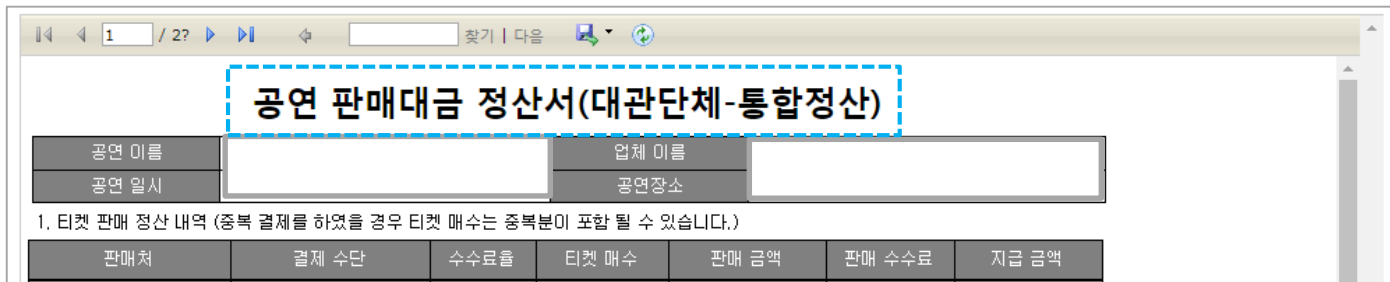 1 / 2? 찾기 | 다음
공연 판매대금 정산서(대관단체-통합정산)
공연 이름 업체 이름
공연 일시 공연장소
1. 티켓 판매 정산 내역 (중복 결제를 하였을 경우 티켓 매수는 중복분이 포함 될 수 있습니다.)
판매처 결제 수단 수수료율 티켓 매수 판매 금액 판매 수수료 지급 금액